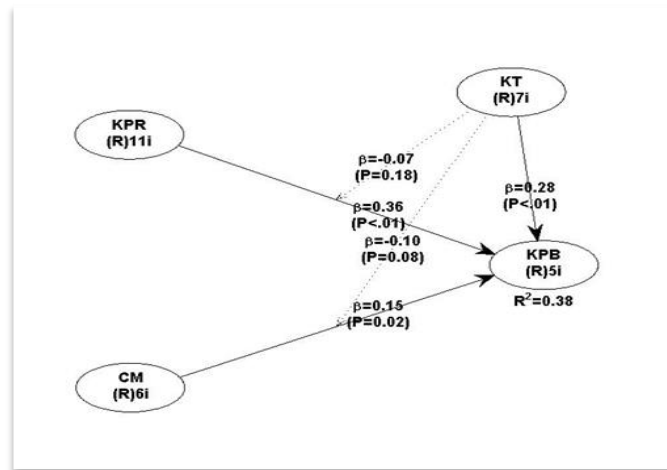 KT
(R)7i
KPR
(R)11i
β=-0.07
(P=0.18)
β=0.28
(P<.01)
β=0.36
(P<.01)
β=-0.10
(P=0.08)
KPB
(R)5i
R²=0.38
β=0.15
(P=0.02)
CM
(R)6i